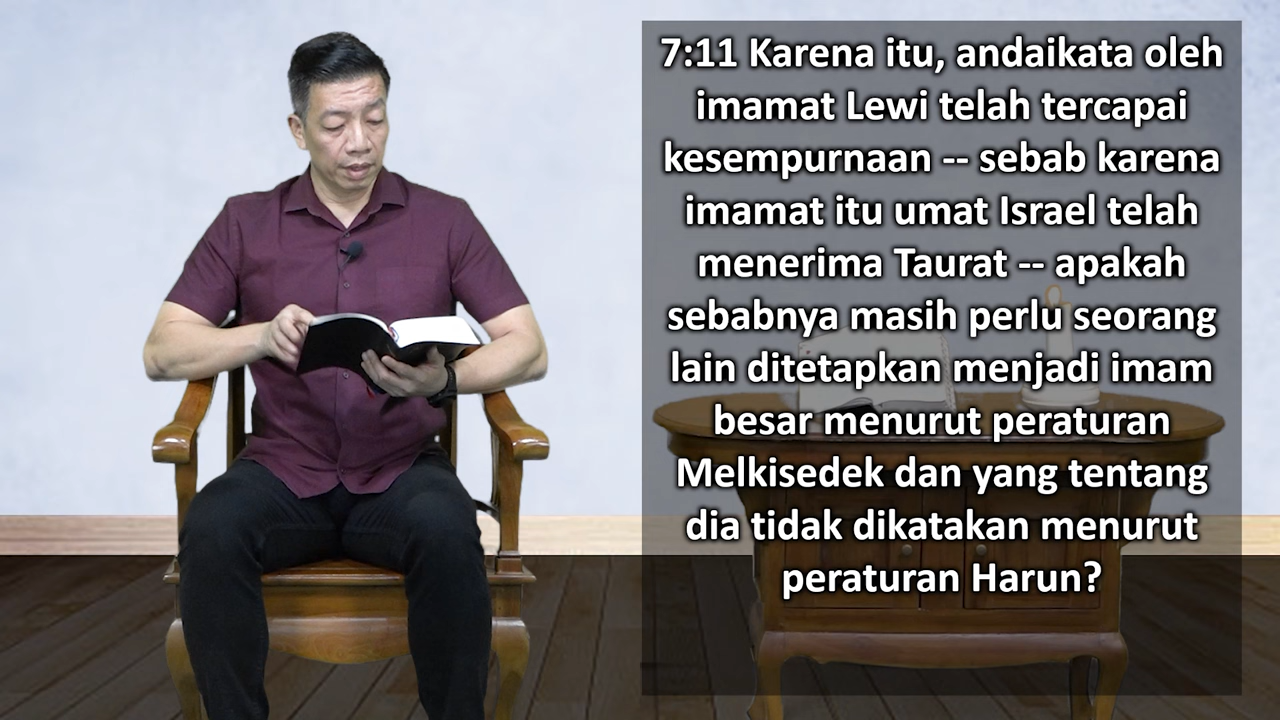 7:11 Karena itu, andaikata oleh
imamat Lewi telah tercapai
kesempurnaan -- sebab karena
imamat itu umat Israel telah
menerima Taurat -- apakah
sebabnya masih perlu seorang
lain ditetapkan menjadi imam
besar menurut peraturan
Melkisedek dan yang tentang
dia tidak dikatakan menurut
peraturan Harun?